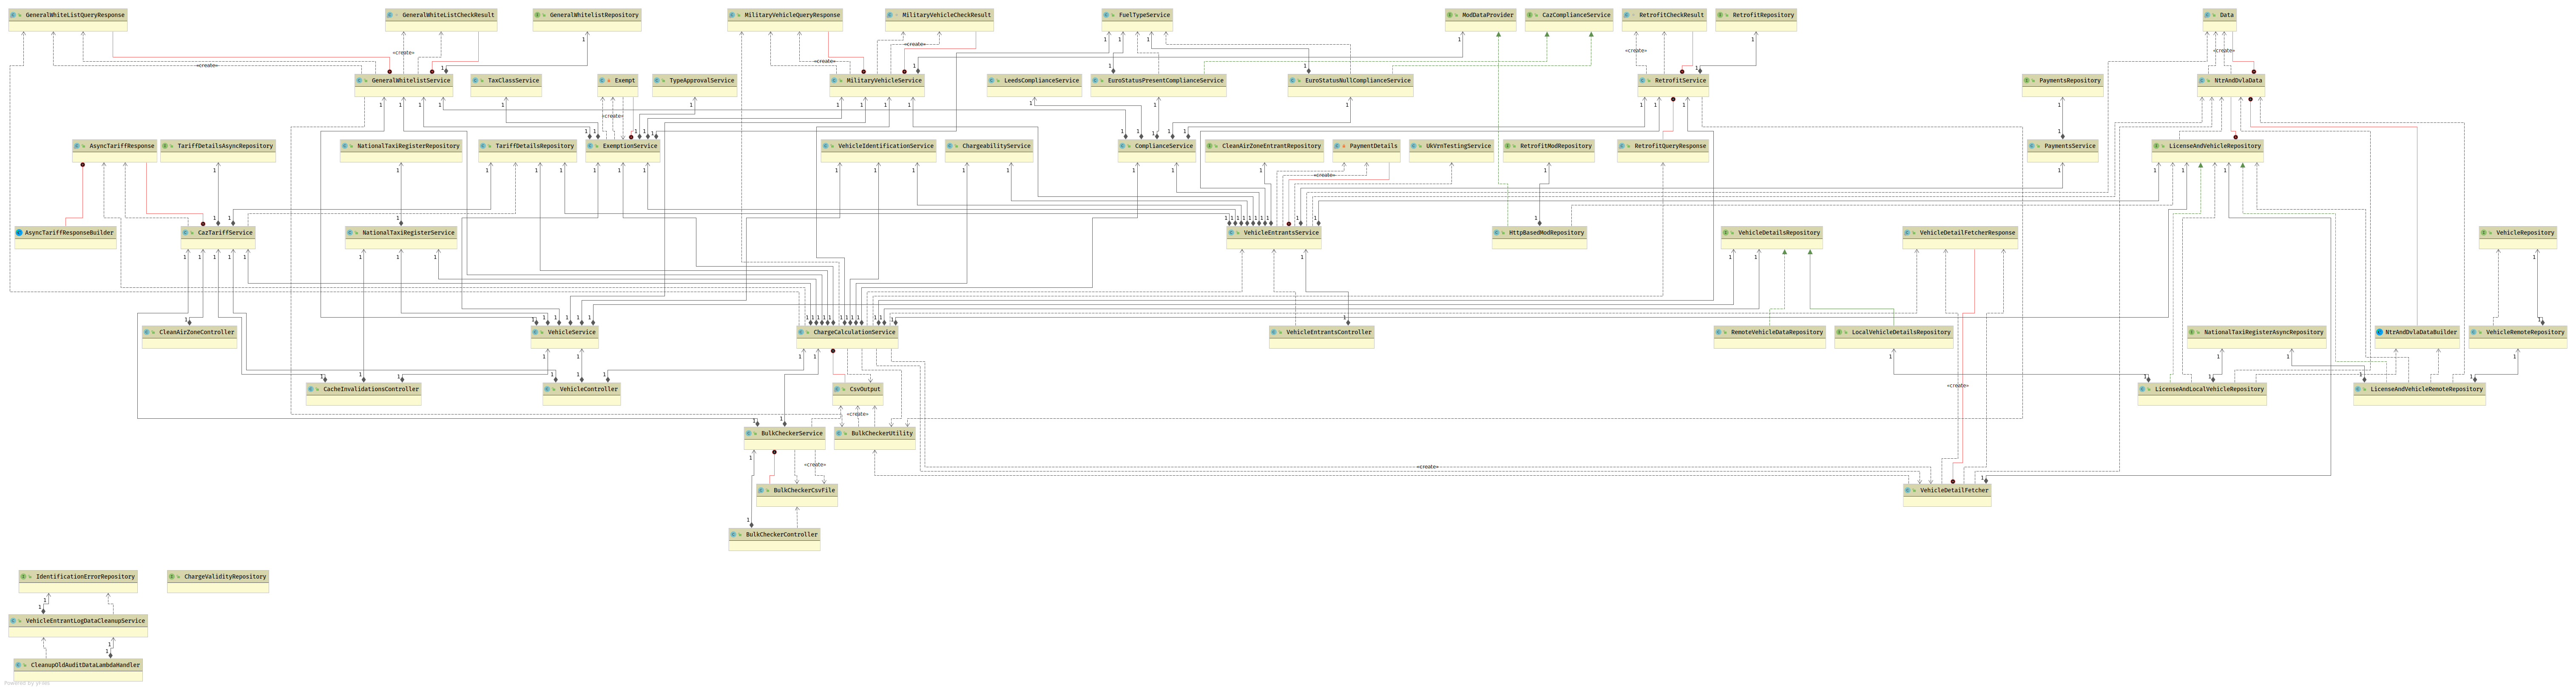 GeneralWhiteListQueryResponse
GeneralWhiteListCheckResult
GeneralWhitelistRepository
MilitaryVehicleQueryResponse
MilitaryVehicleCheckResult
FuelTypeService
ModDataProvider
CazComplianceService
RetrofitCheckResult
RetrofitRepository
Data
«create»
«create»
«create»
«create»
«create»
«create»
GeneralWhitelistService
TaxClassService
Exempt
TypeApprovalService
MilitaryVehicleService
LeedsComplianceService
EuroStatusPresentComplianceService
EuroStatusNullComplianceService
RetrofitService
PaymentsRepository
NtrAndDvlaData
«create»
AsyncTariffResponse
TariffDetailsAsyncRepository
NationalTaxiRegisterRepository
TariffDetailsRepository
ExemptionService
VehicleIdentificationService
ChargeabilityService
ComplianceService
CleanAirZoneEntrantRepository
PaymentDetails
UkVrnTestingService
RetrofitModRepository
RetrofitQueryResponse
PaymentsService
LicenseAndVehicleRepository
«create»
AsyncTariffResponseBuilder
CazTariffService
NationalTaxiRegisterService
VehicleEntrantsService
HttpBasedModRepository
VehicleDetailsRepository
VehicleDetailFetcherResponse
VehicleRepository
CleanAirZoneController
VehicleService
ChargeCalculationService
VehicleEntrantsController
RemoteVehicleDataRepository
LocalVehicleDetailsRepository
NationalTaxiRegisterAsyncRepository
NtrAndDvlaDataBuilder
VehicleRemoteRepository
CacheInvalidationsController
VehicleController
CsvOutput
«create»
LicenseAndLocalVehicleRepository
LicenseAndVehicleRemoteRepository
«create»
BulkCheckerService
BulkCheckerUtility
«create»
«create»
BulkCheckerCsvFile
VehicleDetailFetcher
BulkCheckerController
IdentificationErrorRepository
ChargeValidityRepository
VehicleEntrantLogDataCleanupService
CleanupOldAuditDataLambdaHandler
Powered by yFiles